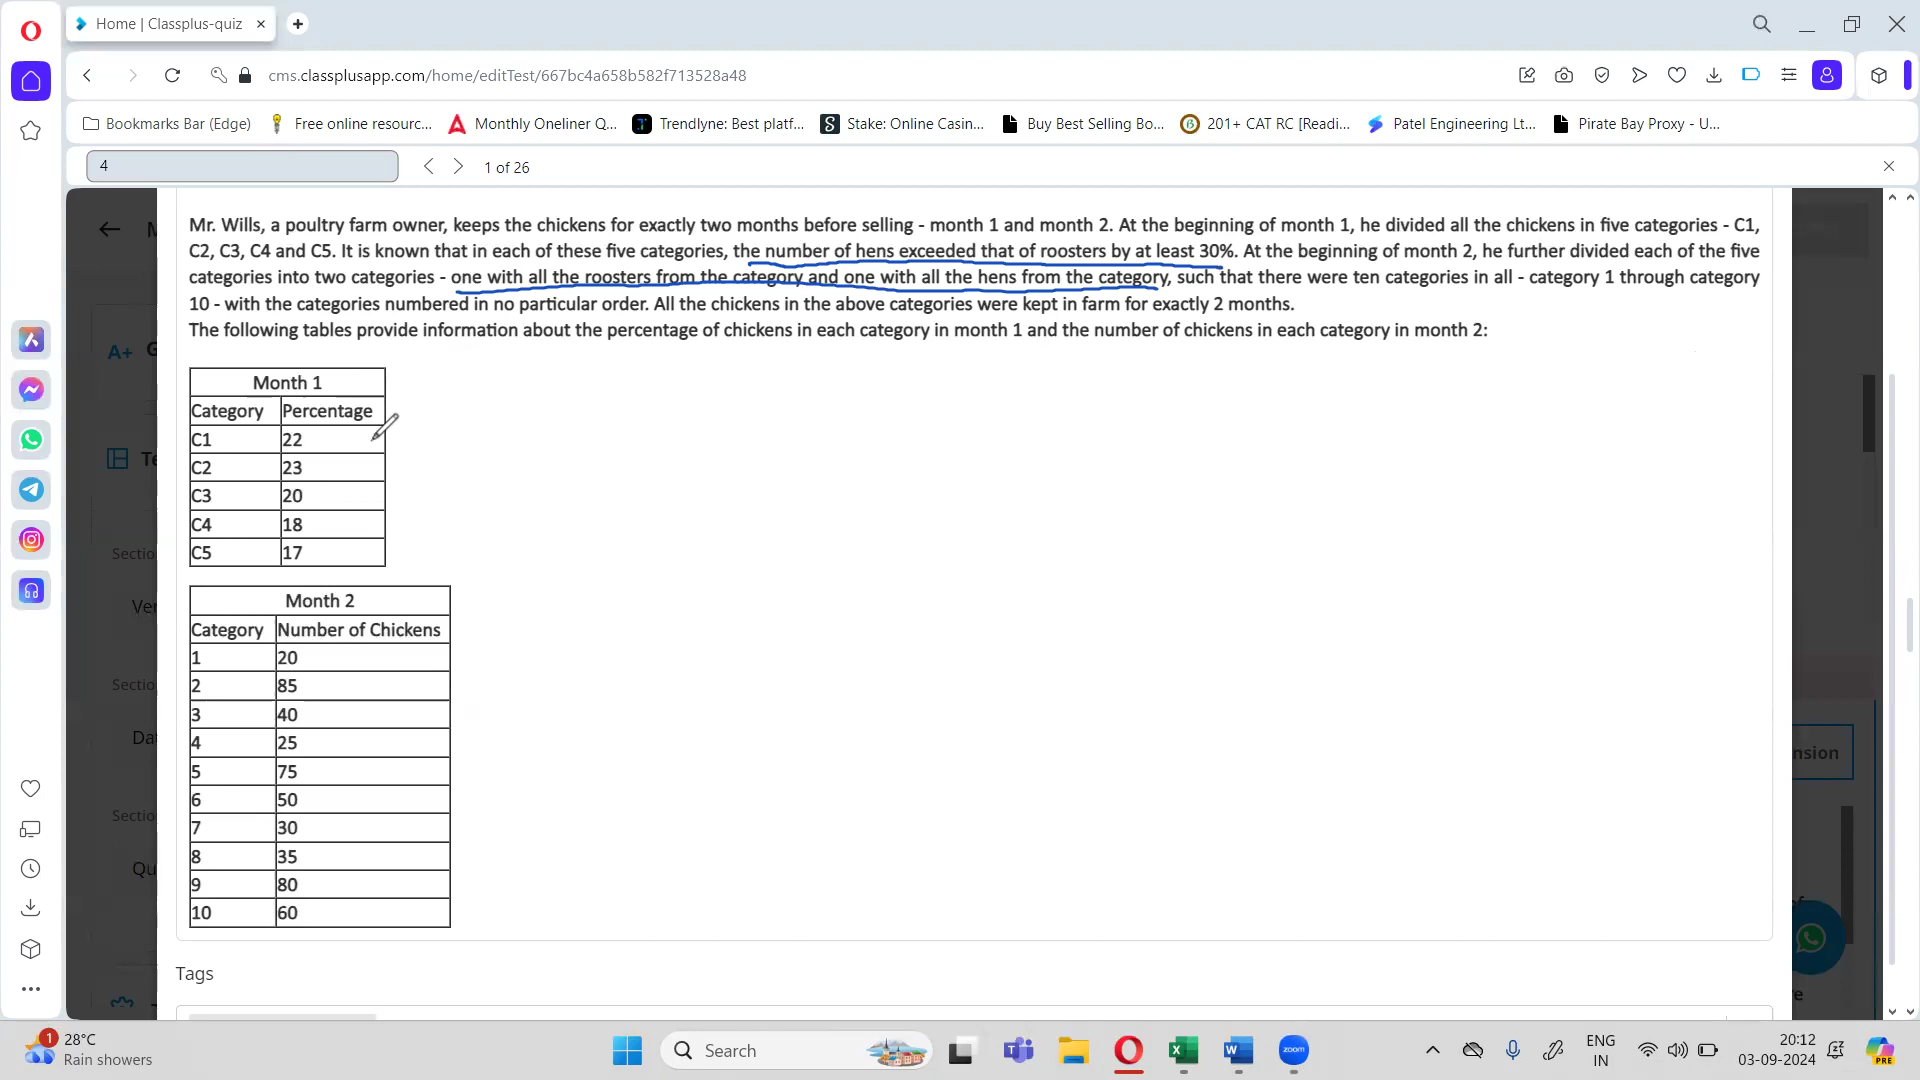 Home | Classplus-quiz
cms.classplusapp.com/home/editTest/667bc4a658b582f713528a48
Bookmarks Bar (Edge)
Free online resourc...
Monthly Oneliner Q...
Trendlyne: Best platf...
Stake: Online Casin...
Buy Best Selling Bo...
201+ CAT RC [Readi...
Patel Engineering Lt...
Pirate Bay Proxy - U...
4
1 of 26
Mr. Wills, a poultry farm owner, keeps the chickens for exactly two months before selling - month 1 and month 2. At the beginning of month 1, he divided all the chickens in five categories - C1,
C2, C3, C4 and C5. It is known that in each of these five categories, the number of hens exceeded that of roosters by at least 30%. At the beginning of month 2, he further divided each of the five
categories into two categories - one with all the roosters from the category and one with all the hens from the category, such that there were ten categories in all - category 1 through category
10 - with the categories numbered in no particular order. All the chickens in the above categories were kept in farm for exactly 2 months.
The following tables provide information about the percentage of chickens in each category in month 1 and the number of chickens in each category in month 2:
Month 1
Category Percentage
C1 22
C2 23
C3 20
C4 18
C5 17
Month 2
Category Number of Chickens
1 20
2 85
3 40
4 25
5 75
6 50
7 30
8 35
9 80
10 60
Tags
A+ G
Te
Sectio
Ver
Sectio
Da
Sectio
Qu
nsion
1
28°C
Rain showers
Search
zoom
ENG
IN
20:12
03-09-2024
PRE